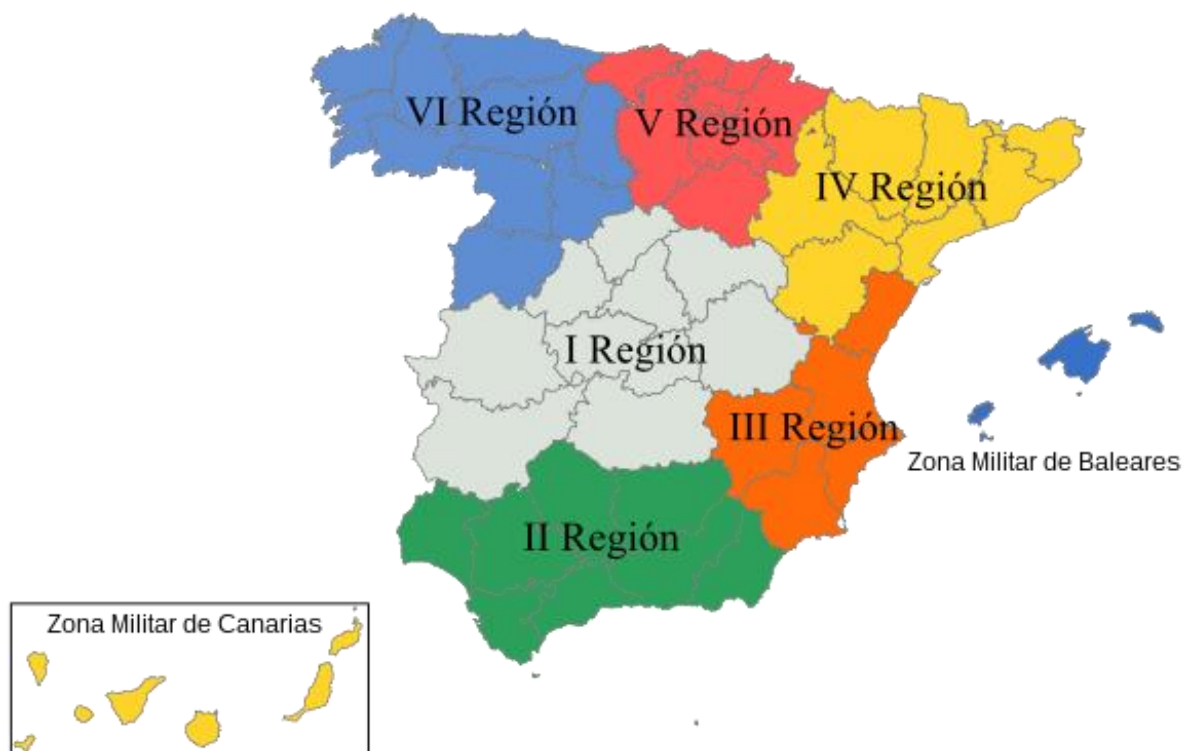 VI Región
V Región
IV Región
I Región
III Región
Zona Militar de Baleares
II Región
Zona Militar de Canarias